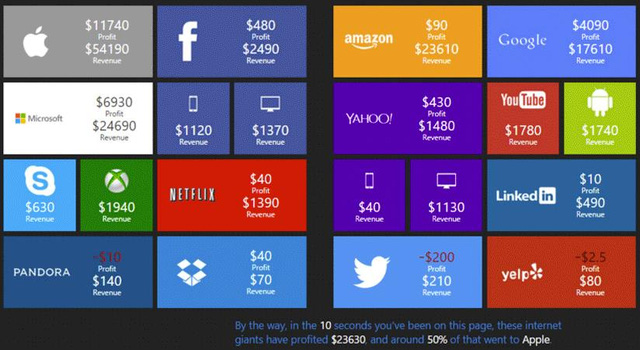 $11740
Profit
$54190
Revenue
$480
Profit
$2490
Revenue
amazon
$90
Profit
$23610
Revenue
Google
$4090
Profit
$17610
Revenue
Microsoft
$6930
Profit
$24690
Revenue
$1120
Revenue
$1370
Revenue
YAHOO!
$430
Profit
$1480
Revenue
YouTube
$1780
Revenue
$1740
Revenue
$630
Revenue
$1940
Revenue
NETFLIX
$40
Profit
$1390
Revenue
$40
Revenue
$1130
Revenue
Linked in
$10
Profit
$490
Revenue
PANDORA
-$10
Profit
$140
Revenue
$40
Profit
$70
Revenue
-$200
Profit
$210
Revenue
yelp
-$2.5
Profit
$80
Revenue
By the way, in the 10 seconds you've been on this page, these internet
giants have profited $23630, and around 50% of that went to Apple.